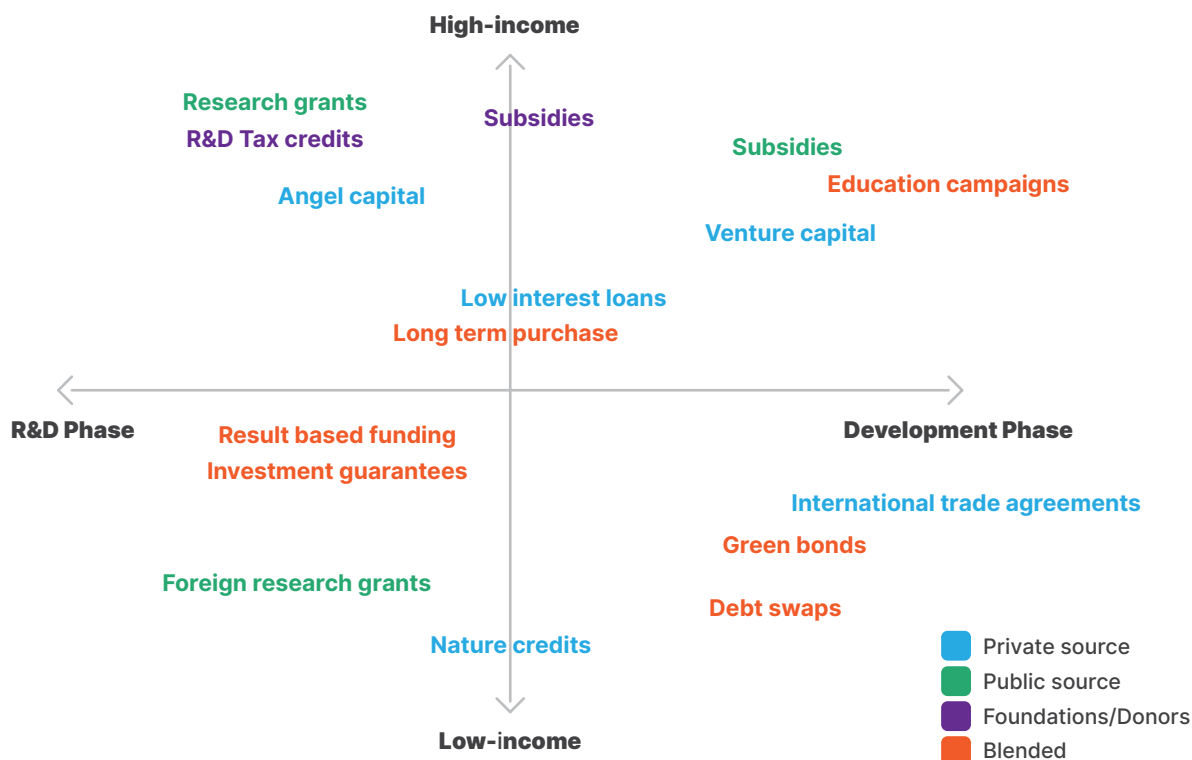 High-income
Research grants
Subsidies
R&D Tax credits
Subsidies
Education campaigns
Angel capital
Venture capital
Low interest loans
Long term purchase
R&D Phase
Development Phase
Result based funding
Investment guarantees
International trade agreements
Green bonds
Foreign research grants
Debt swaps
Nature credits
Low-income
Private source
Public source
Foundations/Donors
Blended